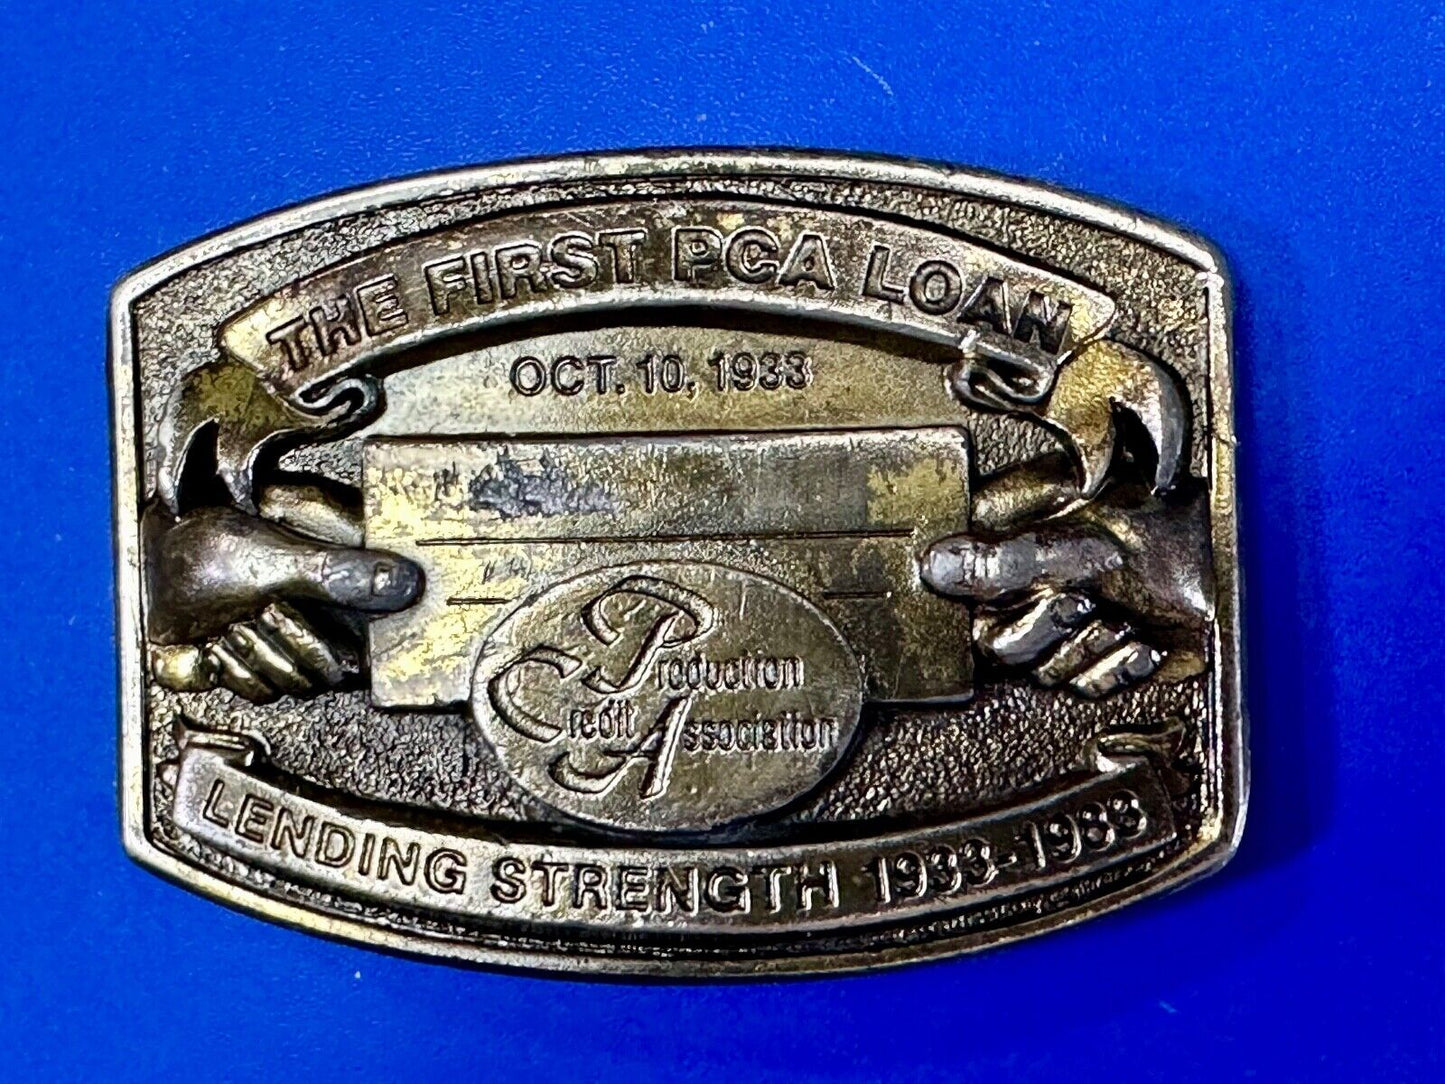 THE FIRST PCA LOAN
OCT. 10, 1933
Production
Credit Association
LENDING STRENGTH 1933-1983